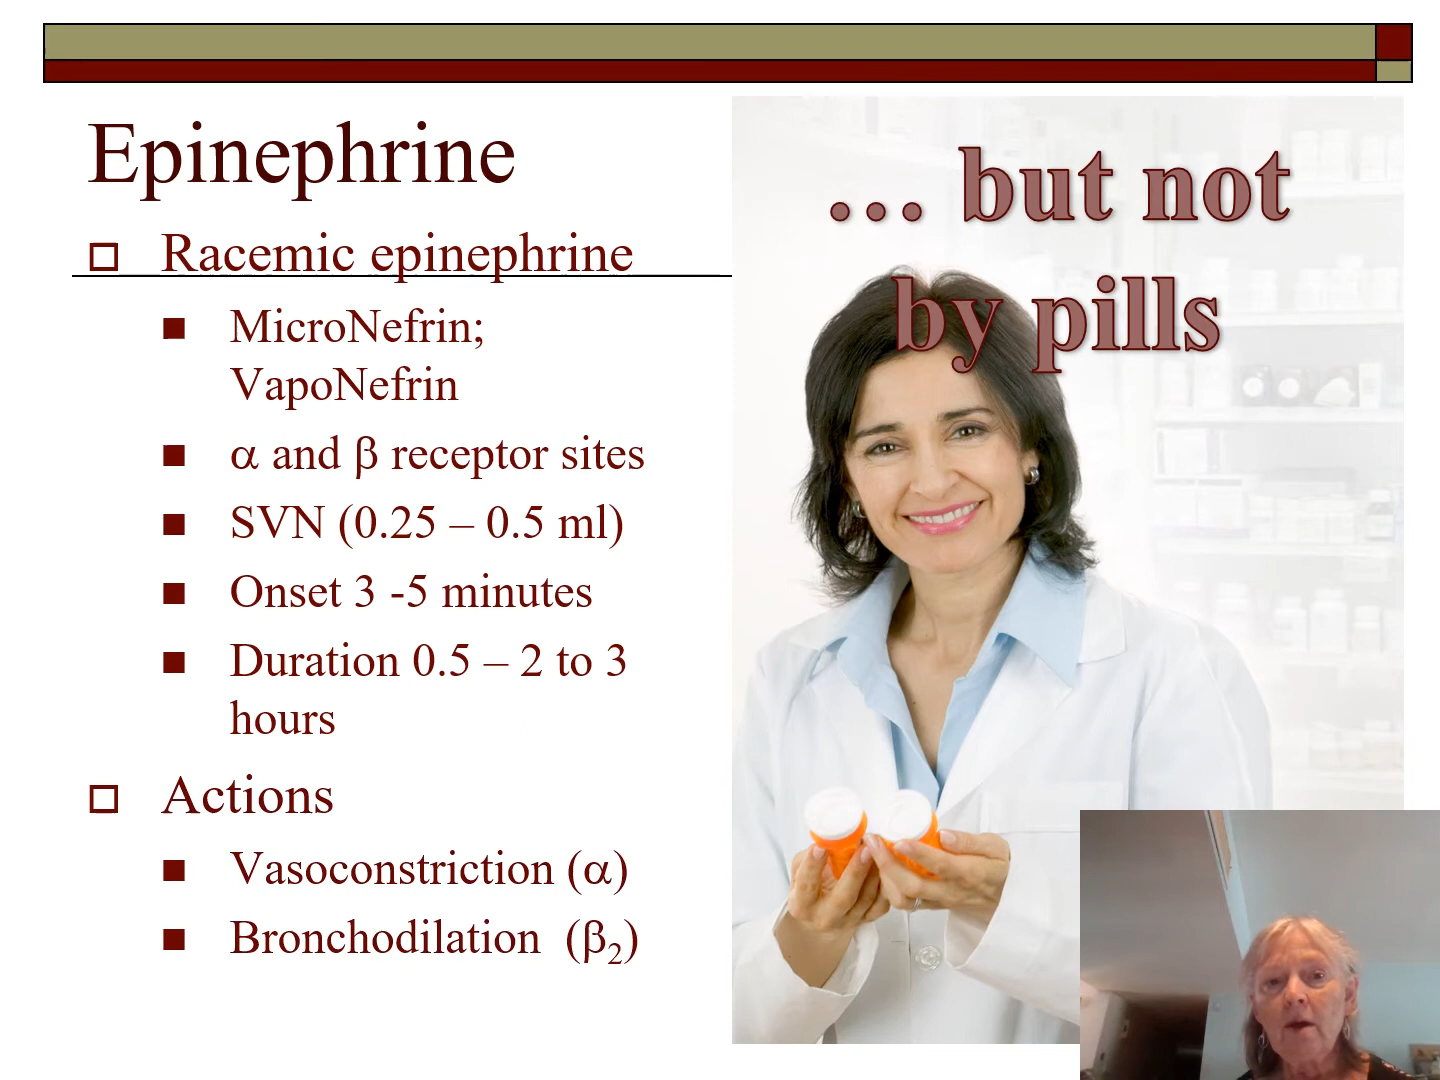 Epinephrine
Racemic epinephrine
MicroNefrin;
VapoNefrin
α and β receptor sites
SVN (0.25 – 0.5 ml)
Onset 3 -5 minutes
Duration 0.5 – 2 to 3
hours
Actions
Vasoconstriction (α)
Bronchodilation (β₂)
… but not
by pills